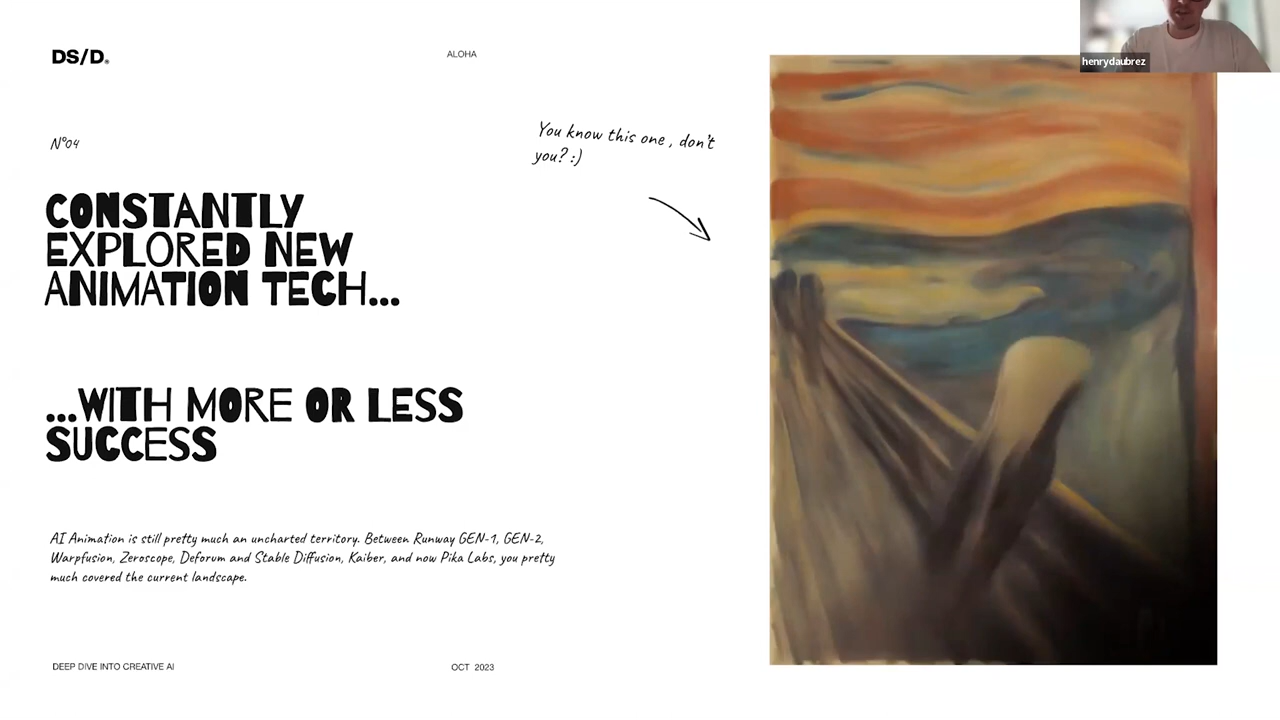 DS/D.
ALOHA
henrydaubrez
N°04
You know this one , don't
you? :)
CONSTANTLY
EXPLORED NEW
ANIMATION TECH...
...WITH MORE OR LESS
SUCCESS
AI Animation is still pretty much an uncharted territory. Between Runway GEN-1, GEN-2,
Warpfusion, Zeroscope, Deforum and Stable Diffusion, Kaiber, and now Pika Labs, you pretty
much covered the current landscape.
DEEP DIVE INTO CREATIVE AI
OCT 2023